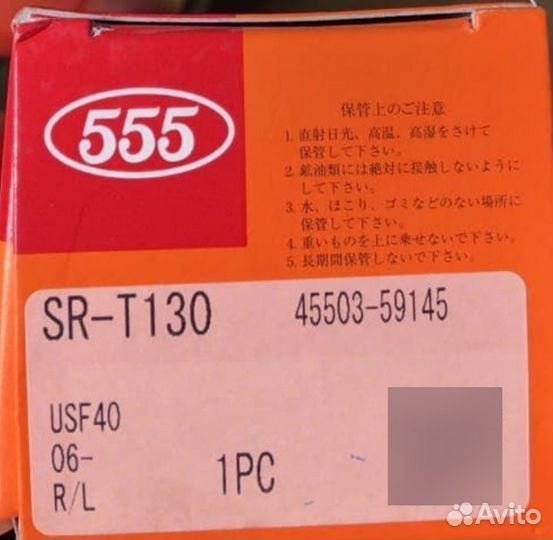 555
保管上のご注意
1. 直射日光、高温、高湿をさけて
保管して下さい。
2. 鉱油類には絶対に接触しないように
して下さい。
3. 水、ほこり、ゴミなどのない場所に
保管して下さい。
4. 重いものを上に乗せないで下さい。
5. 長期間保管しないで下さい。
SR-T130 45503-59145
USF40
06-
R/L
1PC
Avito